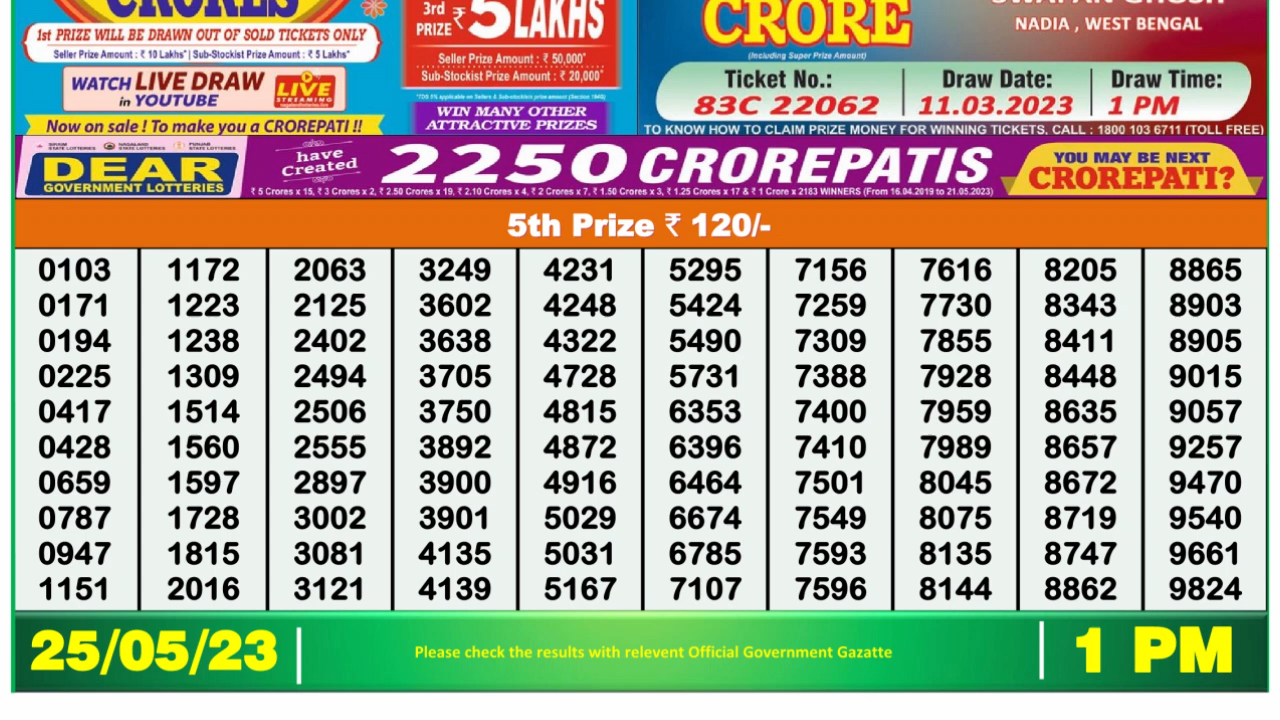 CRORES
1st PRIZE WILL BE DRAWN OUT OF SOLD TICKETS ONLY
Seller Prize Amount : ₹ 10 Lakhs* | Sub-Stockist Prize Amount : ₹ 5 Lakhs*
WATCH LIVE DRAW
in YOUTUBE
LIVE
STREAMING
Now on sale ! To make you a CROREPATI !!
3rd
PRIZE ₹ 5 LAKHS
Seller Prize Amount : ₹ 50,000*
Sub-Stockist Prize Amount : ₹ 20,000*
WIN MANY OTHER
ATTRACTIVE PRIZES
CRORE
(Including Super Prize Amount)
SWAPAN GHOSH
NADIA , WEST BENGAL
Ticket No.: Draw Date: Draw Time:
83C 22062 11.03.2023 1 PM
TO KNOW HOW TO CLAIM PRIZE MONEY FOR WINNING TICKETS, CALL : 1800 103 6711 (TOLL FREE)
SIKKIM STATE LOTTERIES NAGALAND STATE LOTTERIES PUNJAB STATE LOTTERIES
DEAR
GOVERNMENT LOTTERIES
have
Created
2250 CROREPATIS
₹ 5 Crores x 15, ₹ 3 Crores x 2, ₹ 2.50 Crores x 19, ₹ 2.10 Crores x 4, ₹ 2 Crores x 7, ₹ 1.50 Crores x 3, ₹ 1.25 Crores x 17 & ₹ 1 Crore x 2183 WINNERS (From 16.04.2019 to 21.05.2023)
YOU MAY BE NEXT
CROREPATI?
5th Prize ₹ 120/-
0103 1172 2063 3249 4231 5295 7156 7616 8205 8865
0171 1223 2125 3602 4248 5424 7259 7730 8343 8903
0194 1238 2402 3638 4322 5490 7309 7855 8411 8905
0225 1309 2494 3705 4728 5731 7388 7928 8448 9015
0417 1514 2506 3750 4815 6353 7400 7959 8635 9057
0428 1560 2555 3892 4872 6396 7410 7989 8657 9257
0659 1597 2897 3900 4916 6464 7501 8045 8672 9470
0787 1728 3002 3901 5029 6674 7549 8075 8719 9540
0947 1815 3081 4135 5031 6785 7593 8135 8747 9661
1151 2016 3121 4139 5167 7107 7596 8144 8862 9824
25/05/23
Please check the results with relevent Official Government Gazatte
1 PM